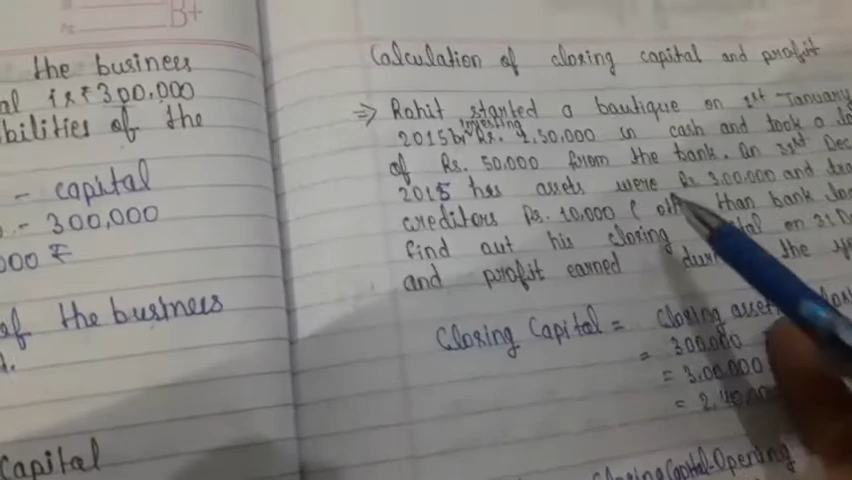 B+
the business
al is ₹300,000
bilities of the
- capital
- 300,000
000 ₹
of the business
Capital
Calculation of closing capital and profit
⇒ Rohit started a boutique on 1st January
2015 by investing Rs. 2,50,000 in cash and took a
of Rs. 50,000 from the bank. On 31st Dec
2015 his assets were Rs 300,000 and
creditors Rs. 10,000 ( than bank
find out his closing on 31
and profit earned the
Closing Capital = Closing
= 300,000
= 3,00,000
= 2,40,
Closing Capital - Opening